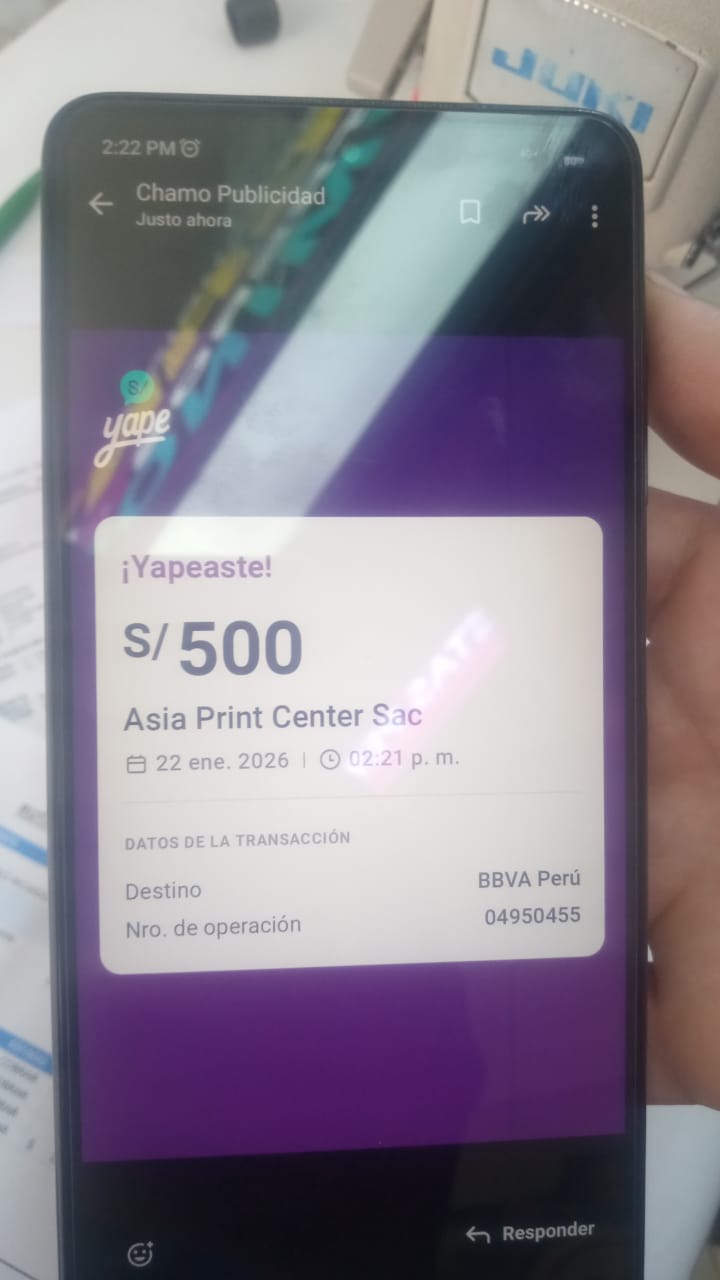 JUKI
2:22 PM
Chamo Publicidad
Justo ahora
S/
yape
¡Yapeaste!
S/ 500
Asia Print Center Sac
22 ene. 2026 | 02:21 p. m.
DATOS DE LA TRANSACCIÓN
Destino BBVA Perú
Nro. de operación 04950455
Responder